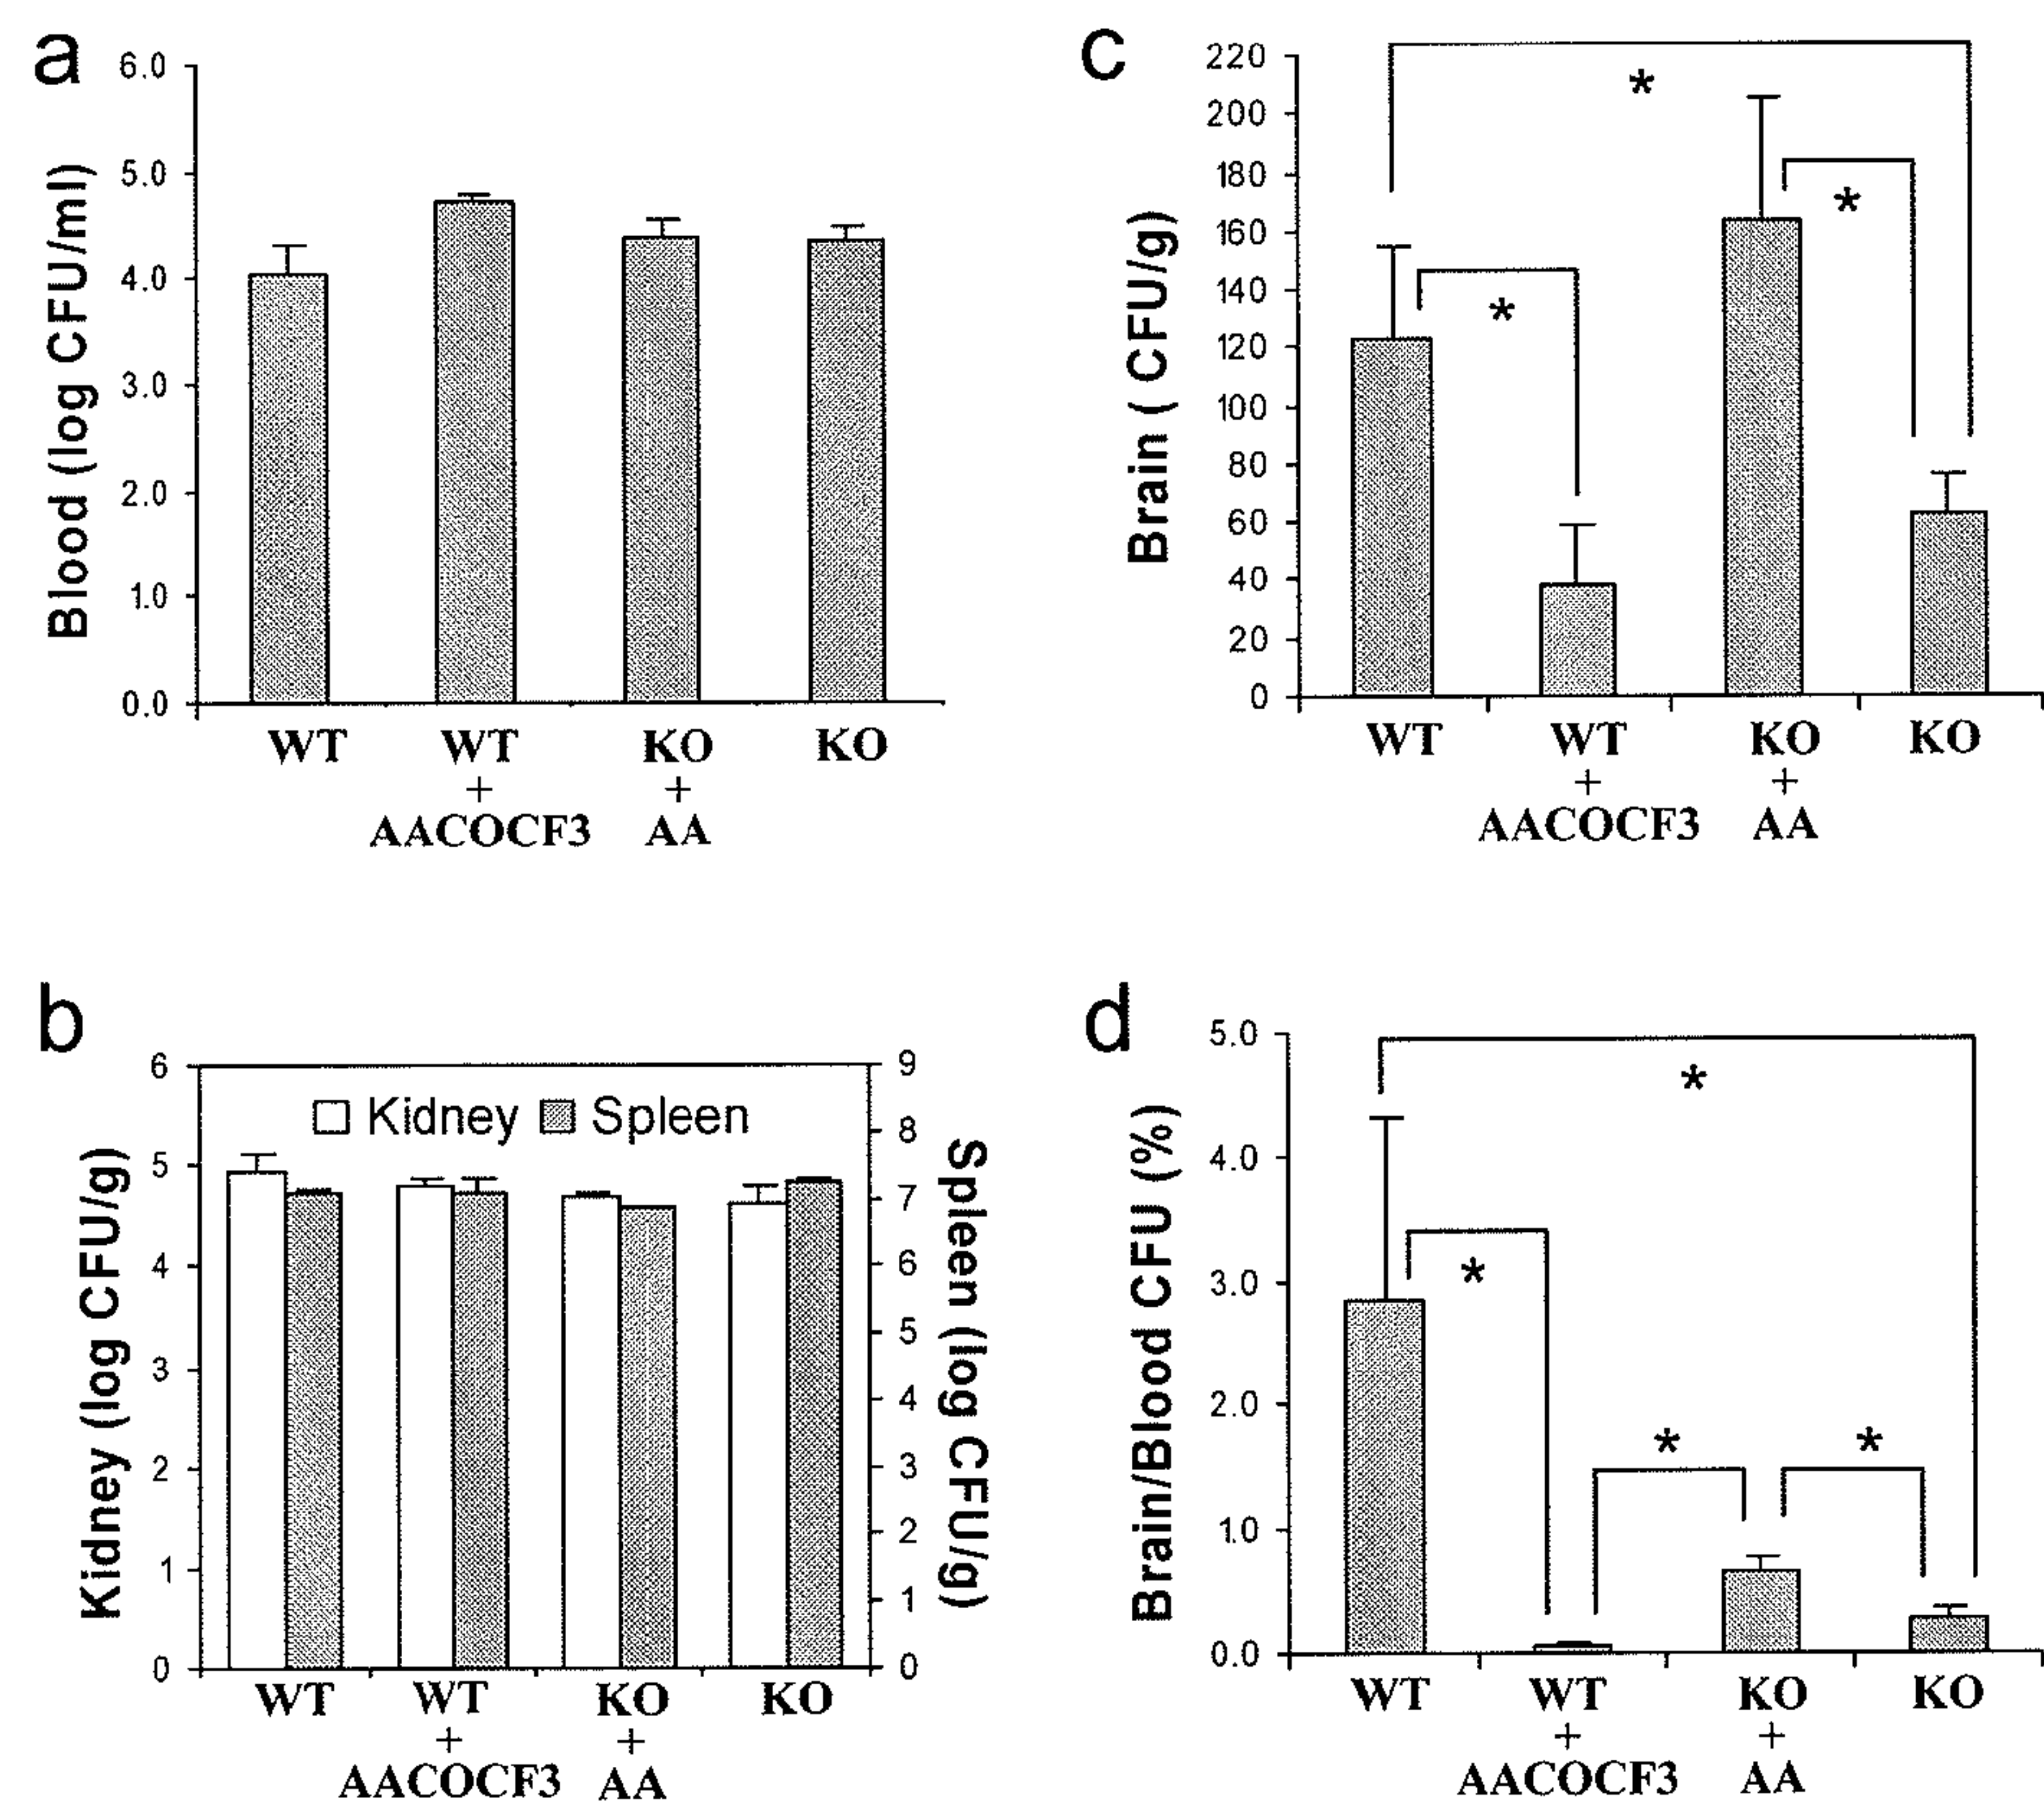 a
Blood (log CFU/ml)
6.0
5.0
4.0
3.0
2.0
1.0
0.0
WT
WT
+
AACOCF3
KO
+
AA
KO
c
Brain ( CFU/g)
220
200
180
160
140
120
100
80
60
40
20
0
*
*
*
WT
WT
+
AACOCF3
KO
+
AA
KO
b
Kidney (log CFU/g)
6
5
4
3
2
1
0
Kidney
Spleen
9
8
7
6
5
4
3
2
1
0
Spleen (log CFU/g)
WT
WT
+
AACOCF3
KO
+
AA
KO
d
Brain/Blood CFU (%)
5.0
4.0
3.0
2.0
1.0
0.0
*
*
*
*
WT
WT
+
AACOCF3
KO
+
AA
KO